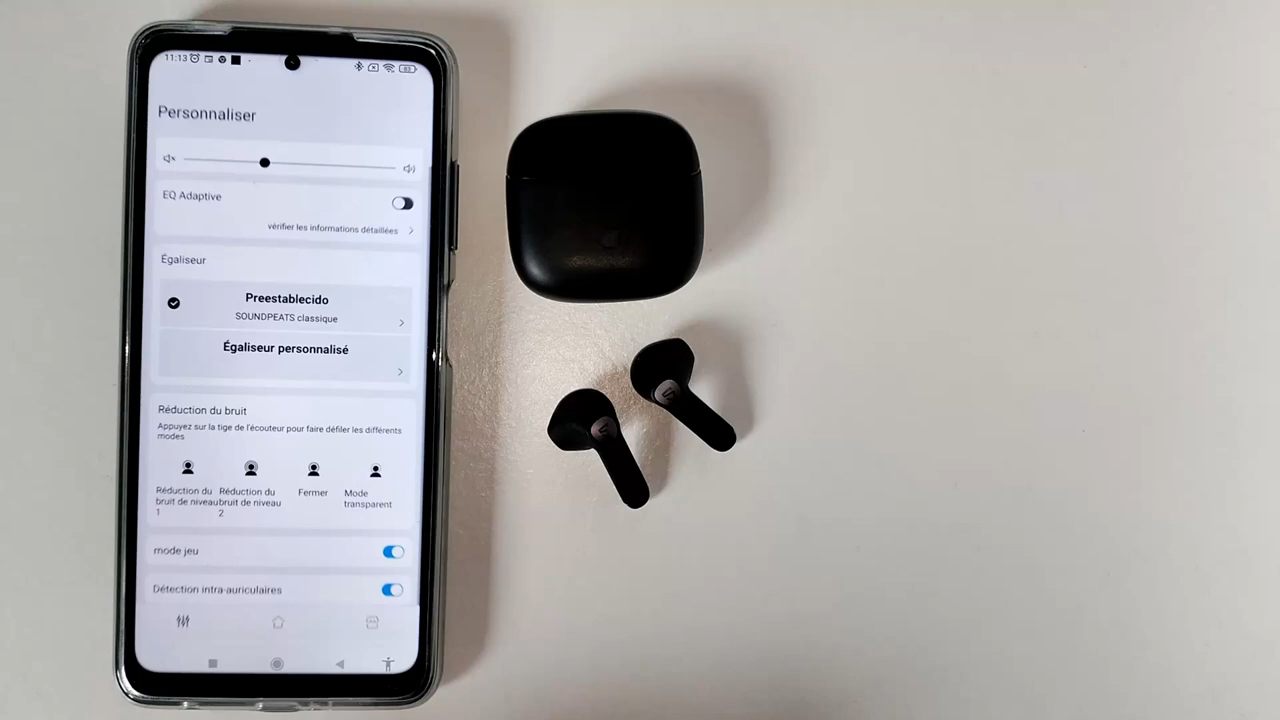 11:13
83
Personnaliser
EQ Adaptive
vérifier les informations détaillées
Égaliseur
Preestablecido
SOUNDPEATS classique
Égaliseur personnalisé
Réduction du bruit
Appuyez sur la tige de l'écouteur pour faire défiler les différents
modes
Réduction du bruit de niveau 1
Réduction du bruit de niveau 2
Fermer
Mode transparent
mode jeu
Détection intra-auriculaires